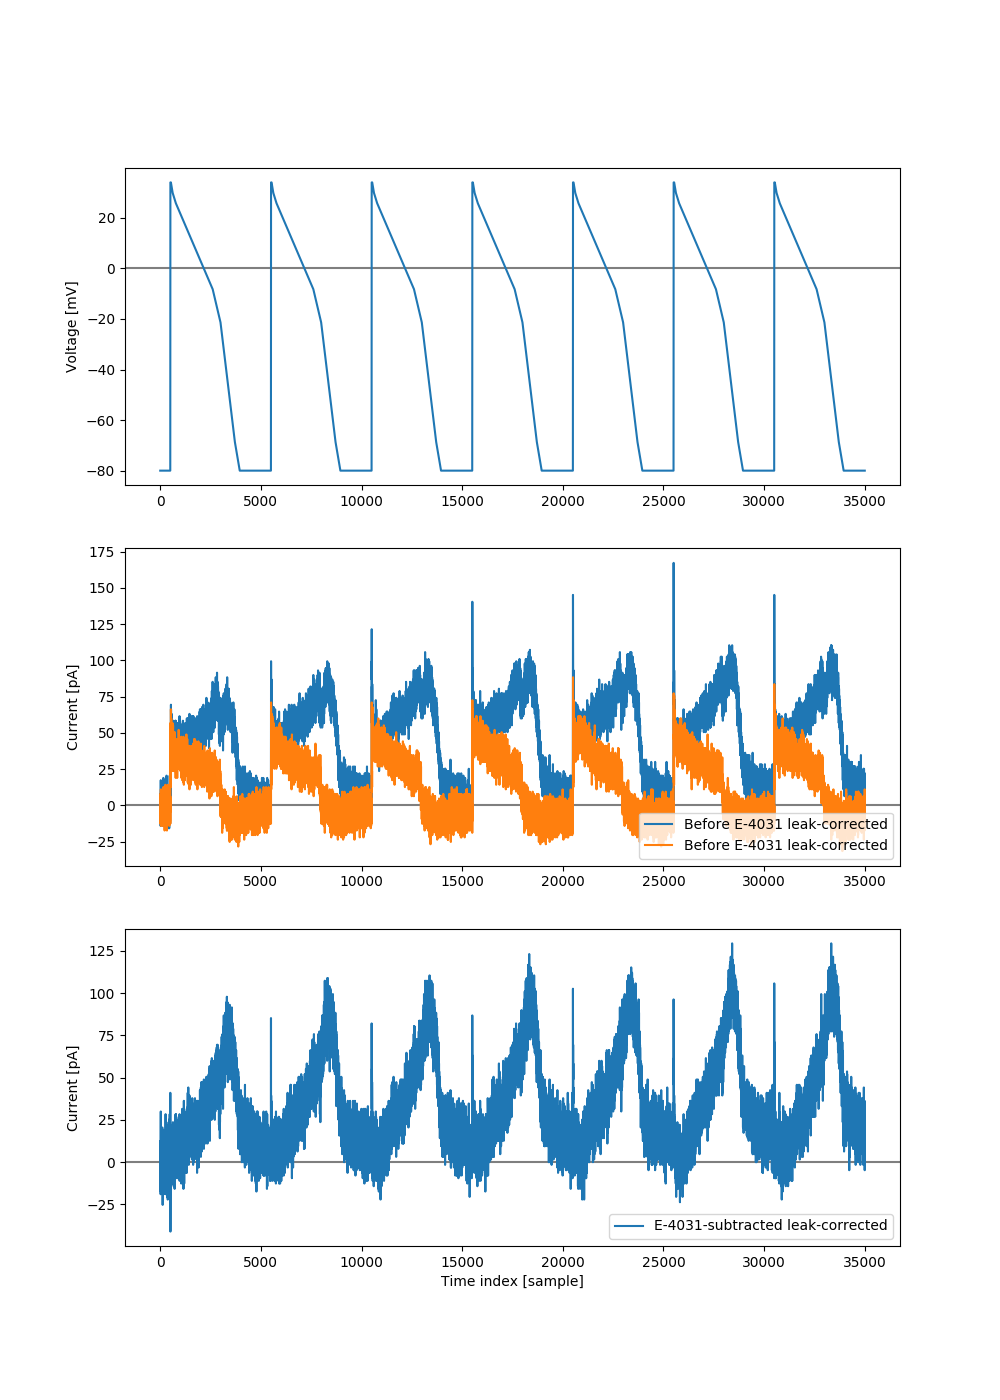 20
0
−20
−40
−60
−80
Voltage [mV]
0 5000 10000 15000 20000 25000 30000 35000
175
150
125
100
75
50
25
0
−25
Current [pA]
Before E-4031 leak-corrected
Before E-4031 leak-corrected
0 5000 10000 15000 20000 25000 30000 35000
125
100
75
50
25
0
−25
Current [pA]
E-4031-subtracted leak-corrected
0 5000 10000 15000 20000 25000 30000 35000
Time index [sample]